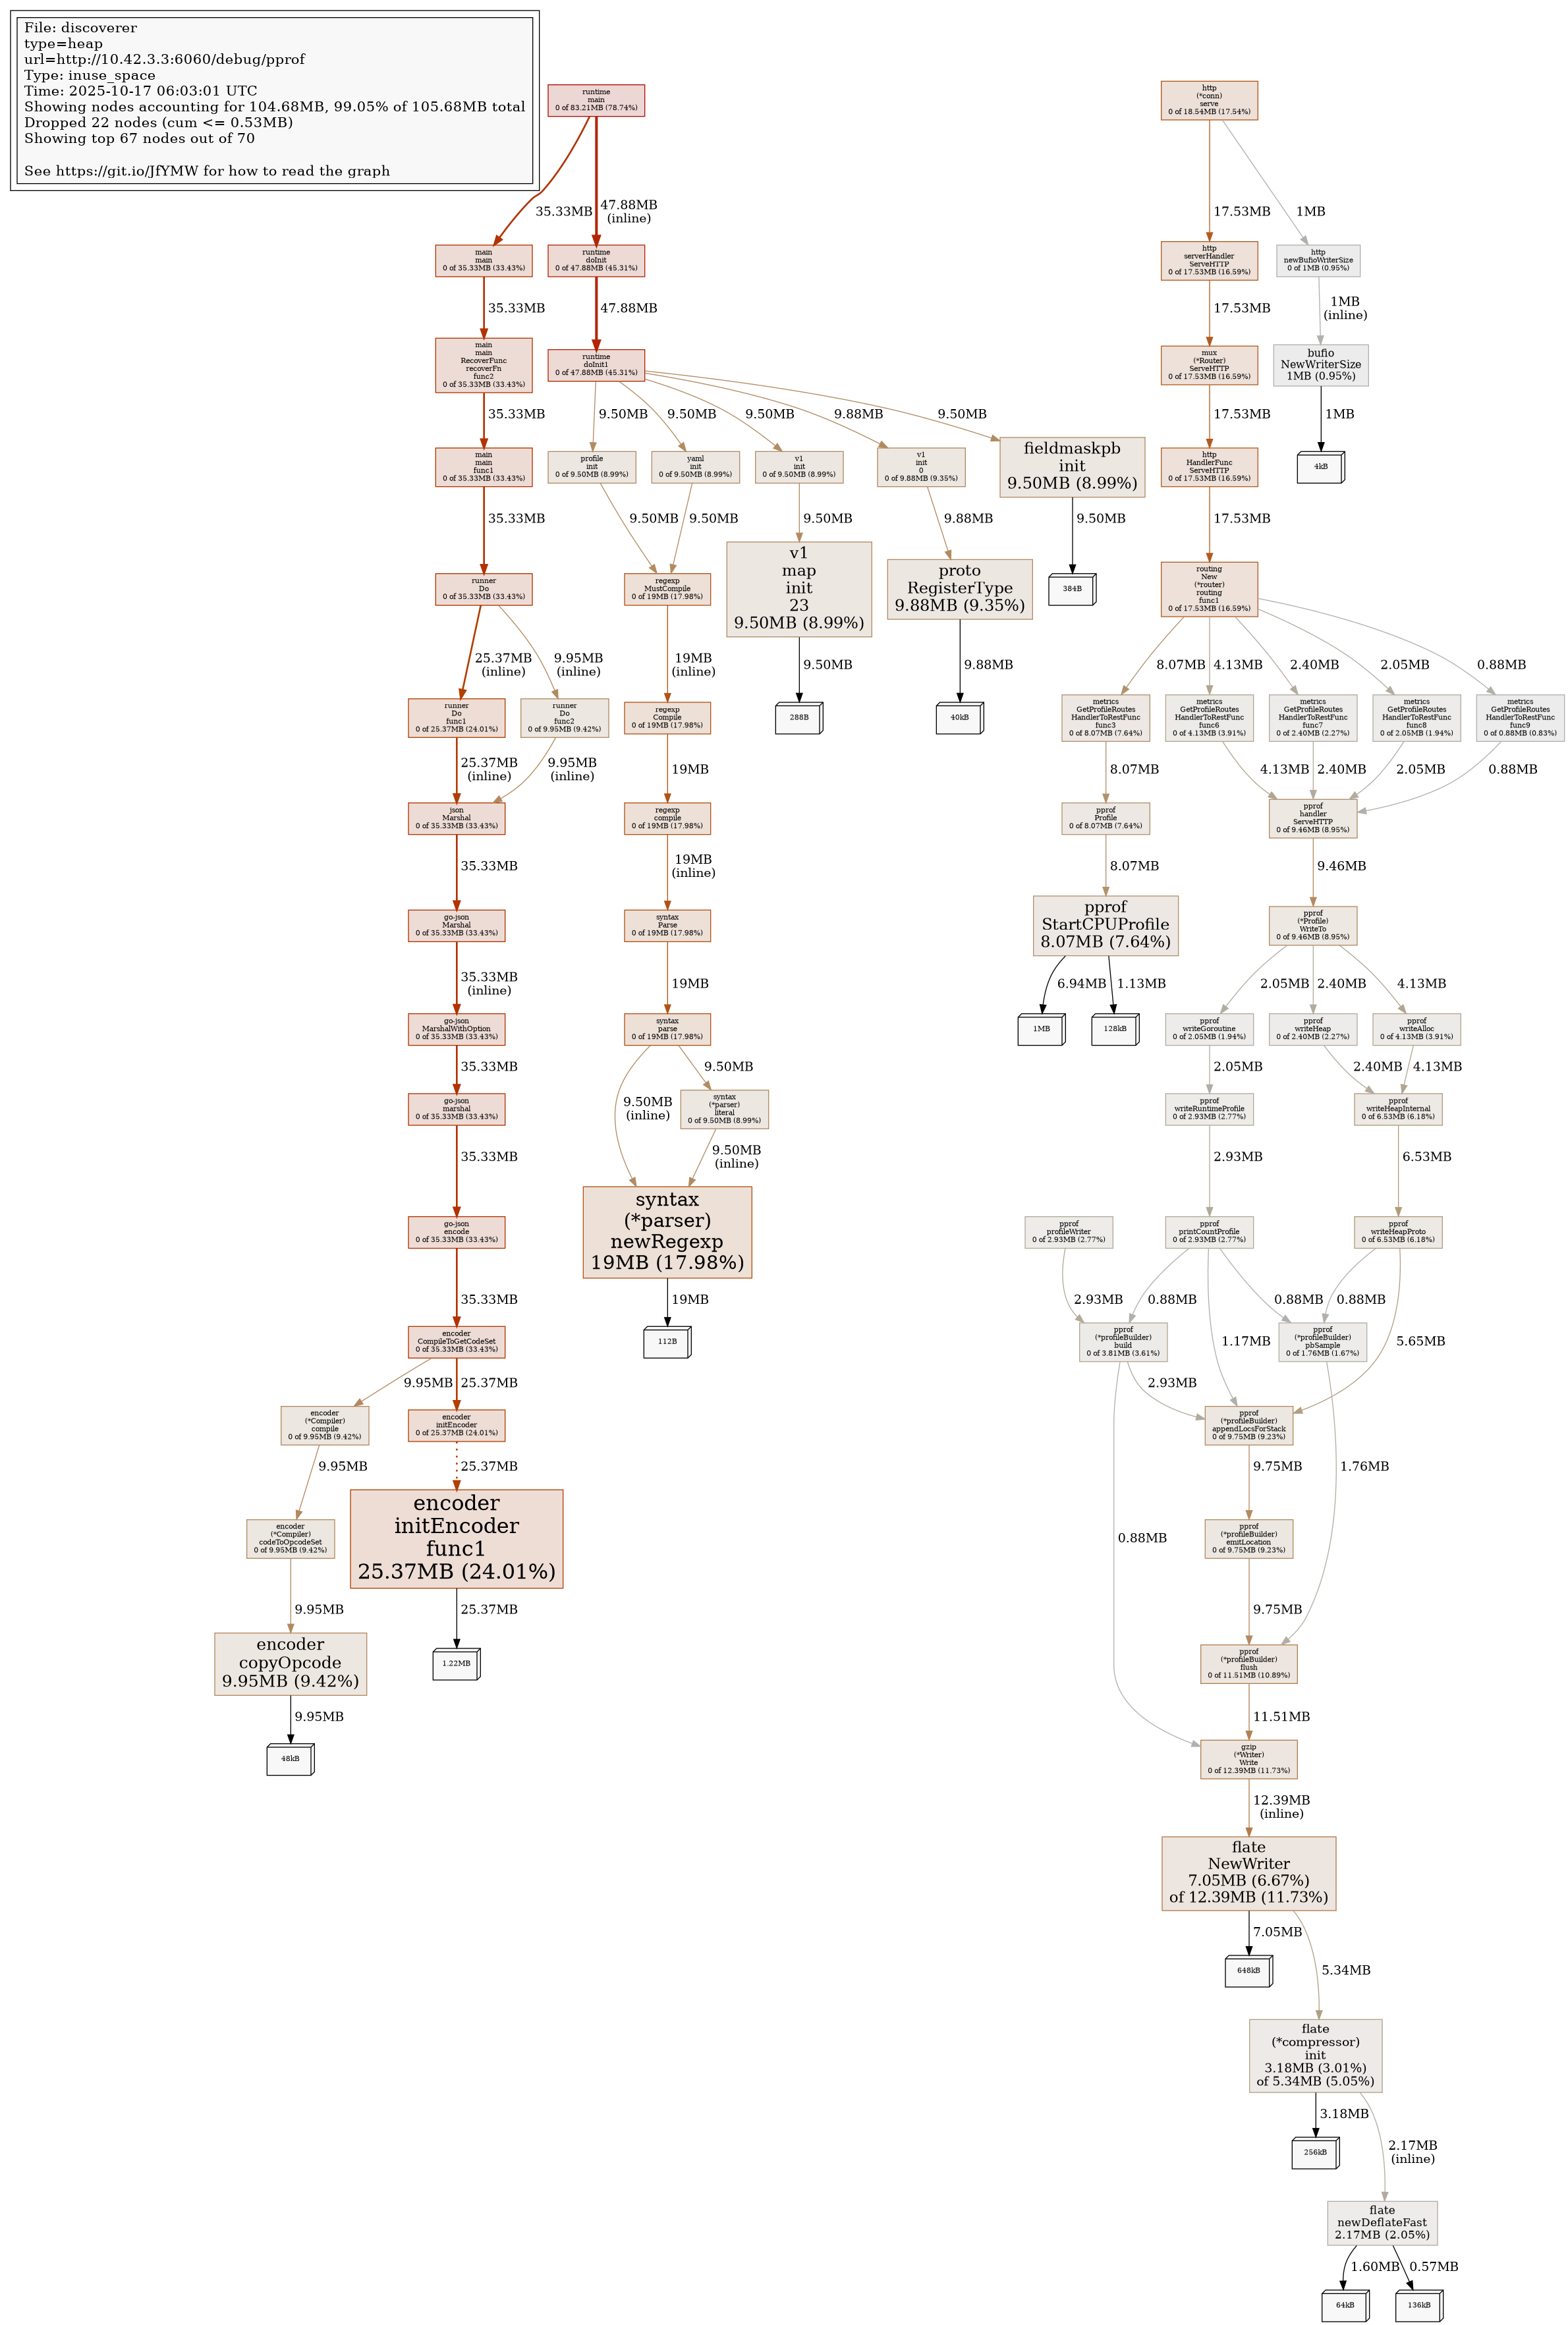 File: discoverer
type=heap
url=http://10.42.3.3:6060/debug/pprof
Type: inuse_space
Time: 2025-10-17 06:03:01 UTC
Showing nodes accounting for 104.68MB, 99.05% of 105.68MB total
Dropped 22 nodes (cum <= 0.53MB)
Showing top 67 nodes out of 70
See https://git.io/JfYMW for how to read the graph
runtime
main
0 of 83.21MB (78.74%)
http
(*conn)
serve
0 of 18.54MB (17.54%)
35.33MB
47.88MB
(inline)
17.53MB
1MB
main
main
0 of 35.33MB (33.43%)
runtime
doInit
0 of 47.88MB (45.31%)
http
serverHandler
ServeHTTP
0 of 17.53MB (16.59%)
http
newBufioWriterSize
0 of 1MB (0.95%)
35.33MB
47.88MB
17.53MB
1MB
(inline)
main
main
RecoverFunc
recoverFn
func2
0 of 35.33MB (33.43%)
runtime
doInit1
0 of 47.88MB (45.31%)
mux
(*Router)
ServeHTTP
0 of 17.53MB (16.59%)
bufio
NewWriterSize
1MB (0.95%)
35.33MB
9.50MB
9.50MB
9.50MB
9.88MB
9.50MB
17.53MB
1MB
main
main
func1
0 of 35.33MB (33.43%)
profile
init
0 of 9.50MB (8.99%)
yaml
init
0 of 9.50MB (8.99%)
v1
init
0 of 9.50MB (8.99%)
v1
init
0
0 of 9.88MB (9.35%)
fieldmaskpb
init
9.50MB (8.99%)
http
HandlerFunc
ServeHTTP
0 of 17.53MB (16.59%)
4kB
35.33MB
9.50MB
9.50MB
9.50MB
9.88MB
9.50MB
17.53MB
runner
Do
0 of 35.33MB (33.43%)
regexp
MustCompile
0 of 19MB (17.98%)
v1
map
init
23
9.50MB (8.99%)
proto
RegisterType
9.88MB (9.35%)
384B
routing
New
(*router)
routing
func1
0 of 17.53MB (16.59%)
25.37MB
(inline)
9.95MB
(inline)
19MB
(inline)
9.50MB
9.88MB
8.07MB
4.13MB
2.40MB
2.05MB
0.88MB
runner
Do
func1
0 of 25.37MB (24.01%)
runner
Do
func2
0 of 9.95MB (9.42%)
regexp
Compile
0 of 19MB (17.98%)
288B
40kB
metrics
GetProfileRoutes
HandlerToRestFunc
func3
0 of 8.07MB (7.64%)
metrics
GetProfileRoutes
HandlerToRestFunc
func6
0 of 4.13MB (3.91%)
metrics
GetProfileRoutes
HandlerToRestFunc
func7
0 of 2.40MB (2.27%)
metrics
GetProfileRoutes
HandlerToRestFunc
func8
0 of 2.05MB (1.94%)
metrics
GetProfileRoutes
HandlerToRestFunc
func9
0 of 0.88MB (0.83%)
25.37MB
(inline)
9.95MB
(inline)
19MB
8.07MB
4.13MB
2.40MB
2.05MB
0.88MB
json
Marshal
0 of 35.33MB (33.43%)
regexp
compile
0 of 19MB (17.98%)
pprof
Profile
0 of 8.07MB (7.64%)
pprof
handler
ServeHTTP
0 of 9.46MB (8.95%)
35.33MB
19MB
(inline)
8.07MB
9.46MB
go-json
Marshal
0 of 35.33MB (33.43%)
syntax
Parse
0 of 19MB (17.98%)
pprof
StartCPUProfile
8.07MB (7.64%)
pprof
(*Profile)
WriteTo
0 of 9.46MB (8.95%)
35.33MB
(inline)
19MB
6.94MB
1.13MB
2.05MB
2.40MB
4.13MB
go-json
MarshalWithOption
0 of 35.33MB (33.43%)
syntax
parse
0 of 19MB (17.98%)
1MB
128kB
pprof
writeGoroutine
0 of 2.05MB (1.94%)
pprof
writeHeap
0 of 2.40MB (2.27%)
pprof
writeAlloc
0 of 4.13MB (3.91%)
35.33MB
9.50MB
(inline)
9.50MB
2.05MB
2.40MB
4.13MB
go-json
marshal
0 of 35.33MB (33.43%)
syntax
(*parser)
literal
0 of 9.50MB (8.99%)
pprof
writeRuntimeProfile
0 of 2.93MB (2.77%)
pprof
writeHeapInternal
0 of 6.53MB (6.18%)
35.33MB
9.50MB
(inline)
2.93MB
6.53MB
go-json
encode
0 of 35.33MB (33.43%)
syntax
(*parser)
newRegexp
19MB (17.98%)
pprof
profileWriter
0 of 2.93MB (2.77%)
pprof
printCountProfile
0 of 2.93MB (2.77%)
pprof
writeHeapProto
0 of 6.53MB (6.18%)
35.33MB
19MB
2.93MB
0.88MB
1.17MB
0.88MB
0.88MB
5.65MB
encoder
CompileToGetCodeSet
0 of 35.33MB (33.43%)
112B
pprof
(*profileBuilder)
build
0 of 3.81MB (3.61%)
pprof
(*profileBuilder)
pbSample
0 of 1.76MB (1.67%)
9.95MB
25.37MB
2.93MB
encoder
(*Compiler)
compile
0 of 9.95MB (9.42%)
encoder
initEncoder
0 of 25.37MB (24.01%)
pprof
(*profileBuilder)
appendLocsForStack
0 of 9.75MB (9.23%)
9.95MB
25.37MB
9.75MB
1.76MB
encoder
(*Compiler)
codeToOpcodeSet
0 of 9.95MB (9.42%)
encoder
initEncoder
func1
25.37MB (24.01%)
0.88MB
pprof
(*profileBuilder)
emitLocation
0 of 9.75MB (9.23%)
9.95MB
25.37MB
9.75MB
encoder
copyOpcode
9.95MB (9.42%)
1.22MB
pprof
(*profileBuilder)
flush
0 of 11.51MB (10.89%)
9.95MB
11.51MB
48kB
gzip
(*Writer)
Write
0 of 12.39MB (11.73%)
12.39MB
(inline)
flate
NewWriter
7.05MB (6.67%)
of 12.39MB (11.73%)
7.05MB
5.34MB
648kB
flate
(*compressor)
init
3.18MB (3.01%)
of 5.34MB (5.05%)
3.18MB
2.17MB
(inline)
256kB
flate
newDeflateFast
2.17MB (2.05%)
1.60MB
0.57MB
64kB
136kB